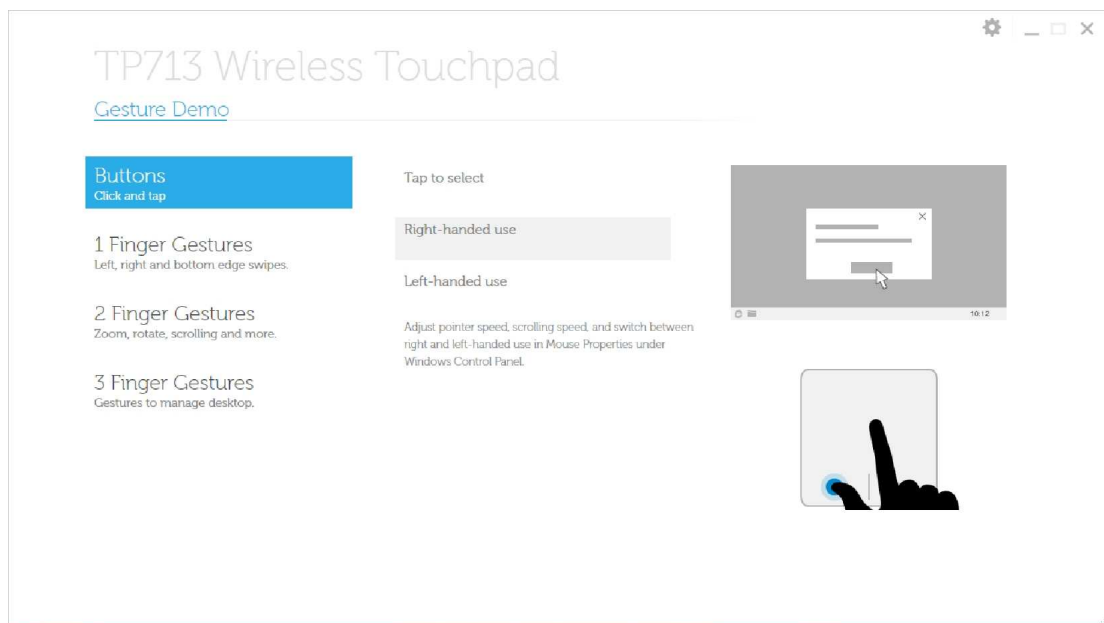 TP713 Wireless Touchpad
Gesture Demo
Buttons
Click and tap
1 Finger Gestures
Left, right and bottom edge swipes.
2 Finger Gestures
Zoom, rotate, scrolling and more.
3 Finger Gestures
Gestures to manage desktop.
Tap to select
Right-handed use
Left-handed use
Adjust pointer speed, scrolling speed, and switch between
right and left-handed use in Mouse Properties under
Windows Control Panel.
10:12